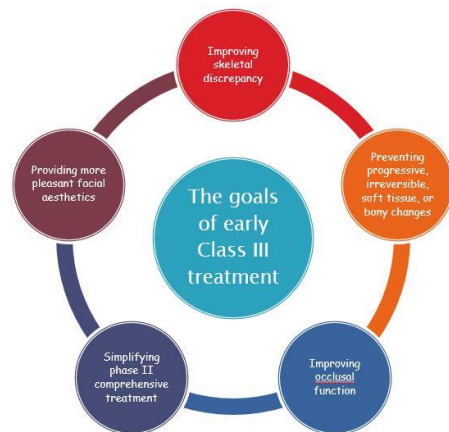 Improving
skeletal
discrepancy
Preventing
progressive,
irreversible,
soft tissue, or
bony changes
Improving
occlusal
function
Simplifying
phase II
comprehensive
treatment
Providing more
pleasant facial
aesthetics
The goals
of early
Class III
treatment